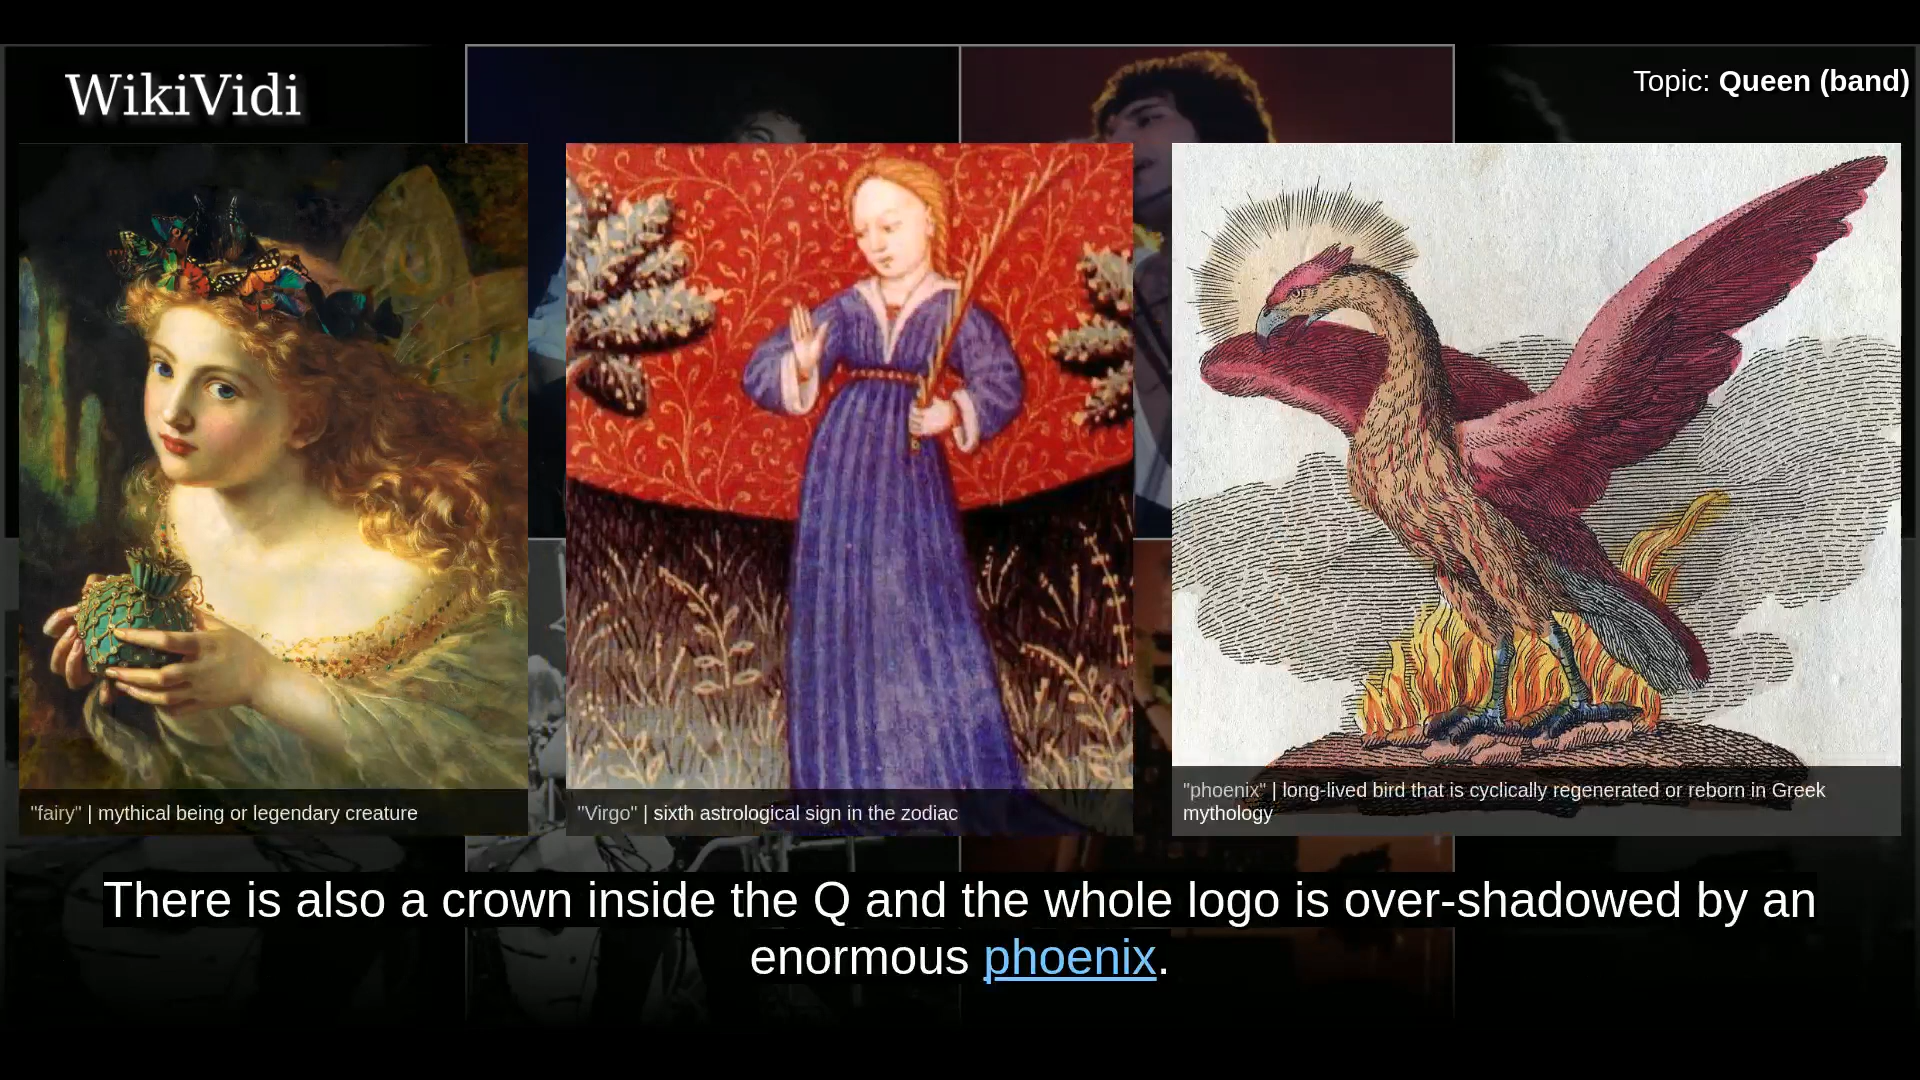 WikiVidi
Topic: Queen (band)
"fairy" | mythical being or legendary creature
"Virgo" | sixth astrological sign in the zodiac
"phoenix" | long-lived bird that is cyclically regenerated or reborn in Greek
mythology
There is also a crown inside the Q and the whole logo is over-shadowed by an
enormous phoenix.